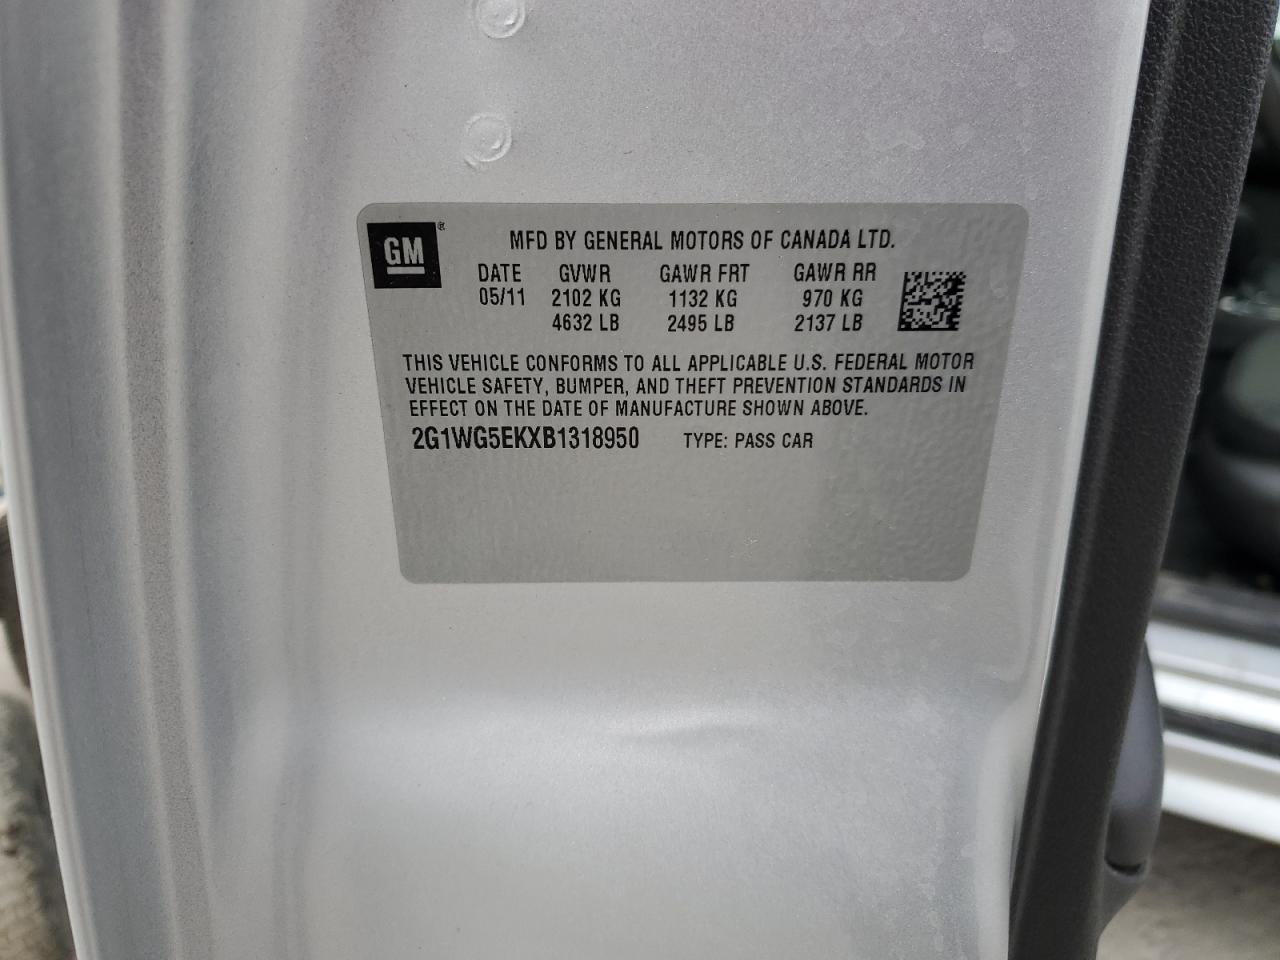 GM®
MFD BY GENERAL MOTORS OF CANADA LTD.
DATE GVWR GAWR FRT GAWR RR
05/11 2102 KG 1132 KG 970 KG
4632 LB 2495 LB 2137 LB
THIS VEHICLE CONFORMS TO ALL APPLICABLE U.S. FEDERAL MOTOR
VEHICLE SAFETY, BUMPER, AND THEFT PREVENTION STANDARDS IN
EFFECT ON THE DATE OF MANUFACTURE SHOWN ABOVE.
2G1WG5EKXB1318950 TYPE: PASS CAR